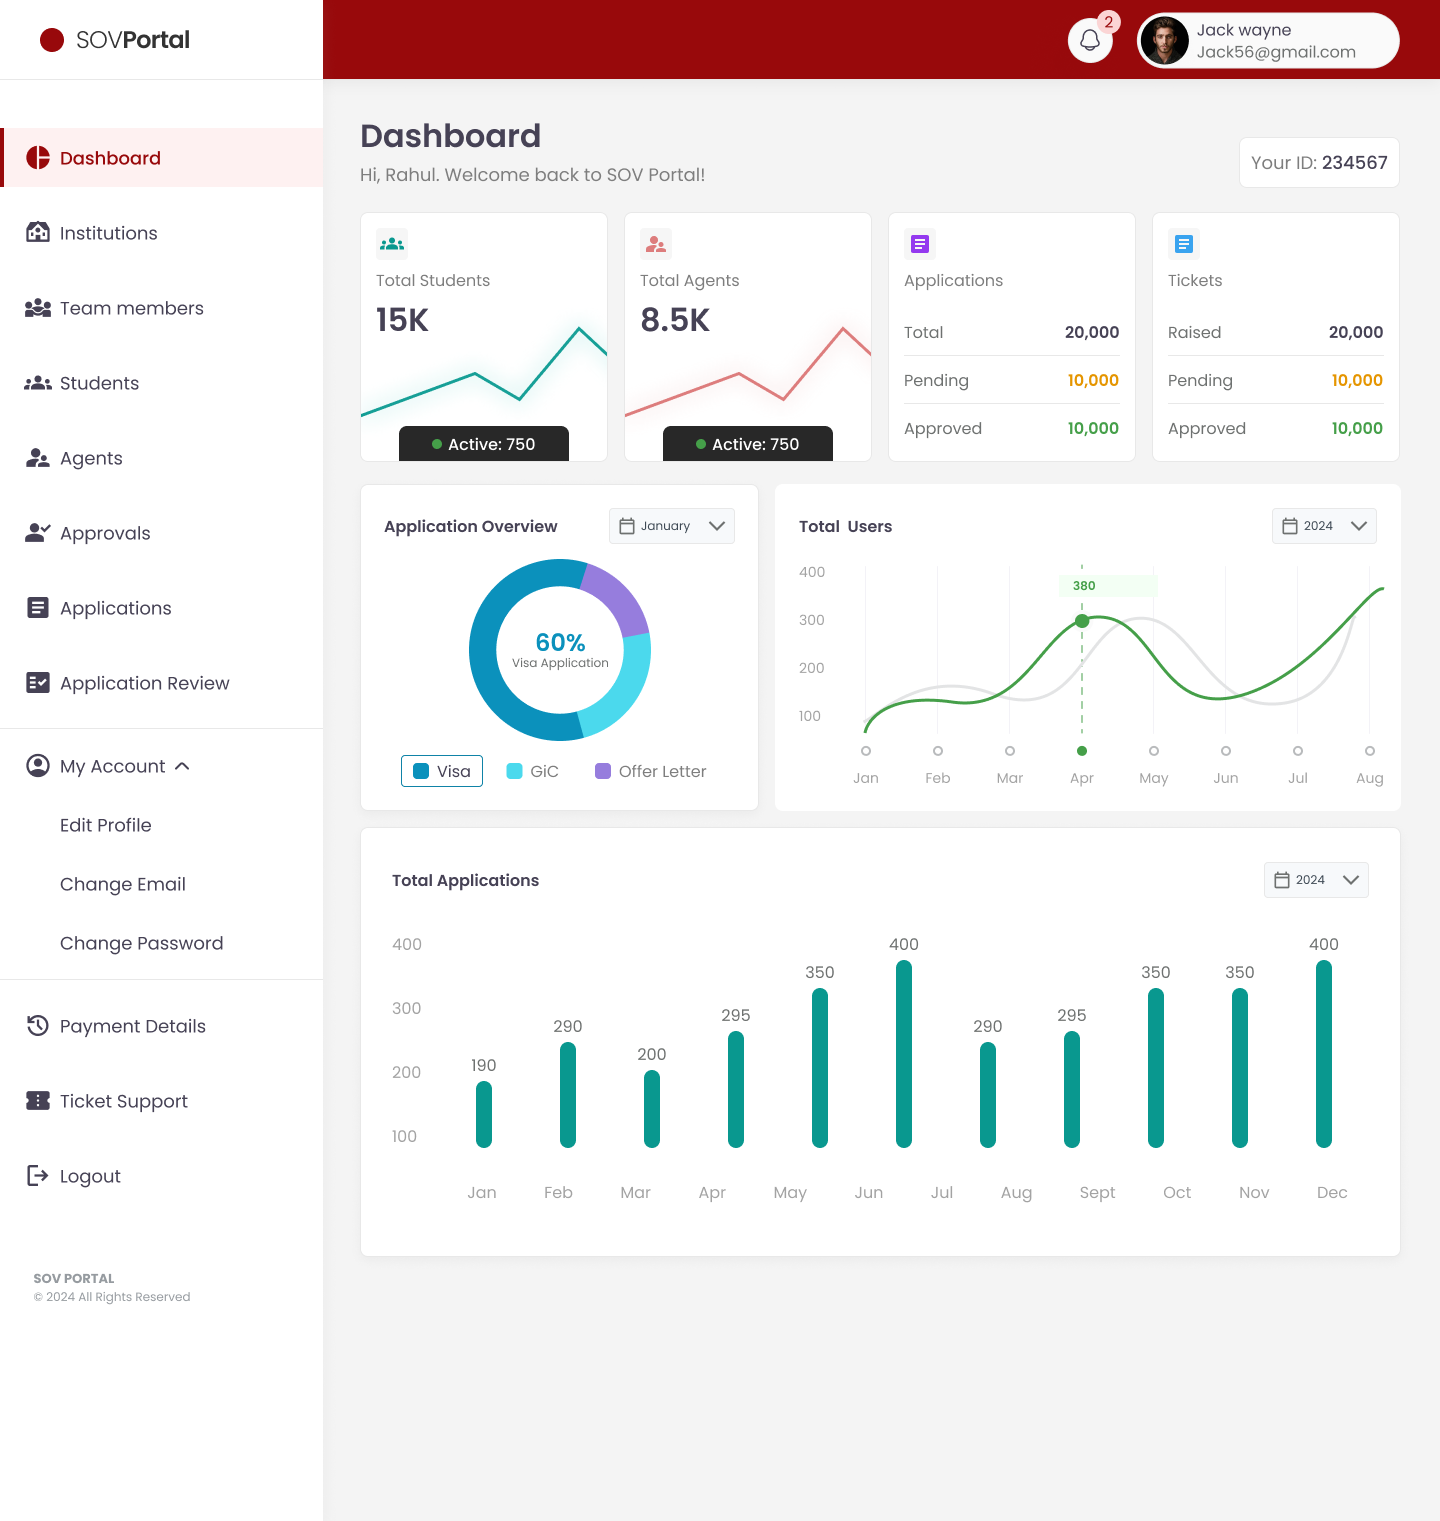 SOVPortal
2
Jack wayne
Jack56@gmail.com
Dashboard
Institutions
Team members
Students
Agents
Approvals
Applications
Application Review
My Account
Edit Profile
Change Email
Change Password
Payment Details
Ticket Support
Logout
SOV PORTAL
© 2024 All Rights Reserved
Dashboard
Hi, Rahul. Welcome back to SOV Portal!
Your ID: 234567
Total Students
15K
Active: 750
Total Agents
8.5K
Active: 750
Applications
Total 20,000
Pending 10,000
Approved 10,000
Tickets
Raised 20,000
Pending 10,000
Approved 10,000
Application Overview
January
60%
Visa Application
Visa GiC Offer Letter
Total Users
2024
400
380
300
200
100
Jan Feb Mar Apr May Jun Jul Aug
Total Applications
2024
400
300
200
100
190 290 200 295 350 400 290 295 350 350 400
Jan Feb Mar Apr May Jun Jul Aug Sept Oct Nov Dec